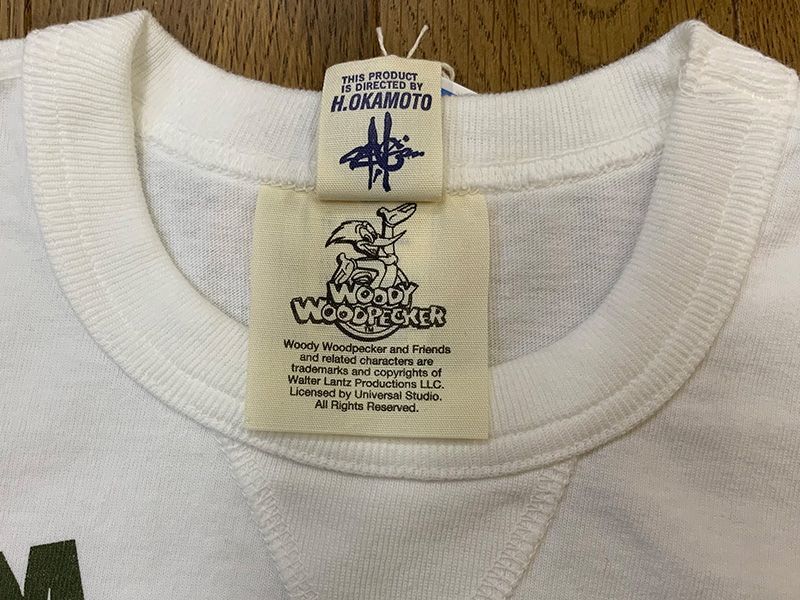 THIS PRODUCT
IS DIRECTED BY
H.OKAMOTO
WOODY
WOODPECKER
TM
Woody Woodpecker and Friends
and related characters are
trademarks and copyrights of
Walter Lantz Productions LLC.
Licensed by Universal Studio.
All Rights Reserved.
M